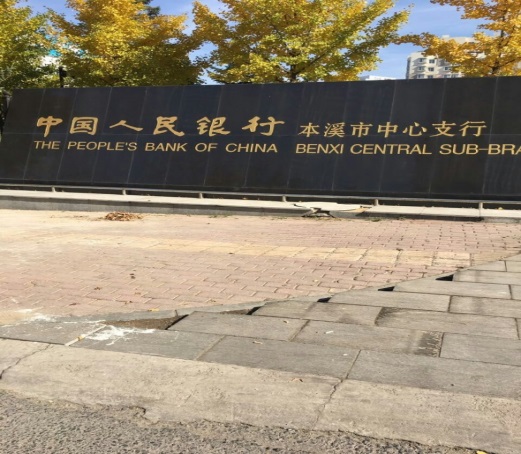 中国人民银行 本溪市中心支行
THE PEOPLE'S BANK OF CHINA BENXI CENTRAL SUB-BRA